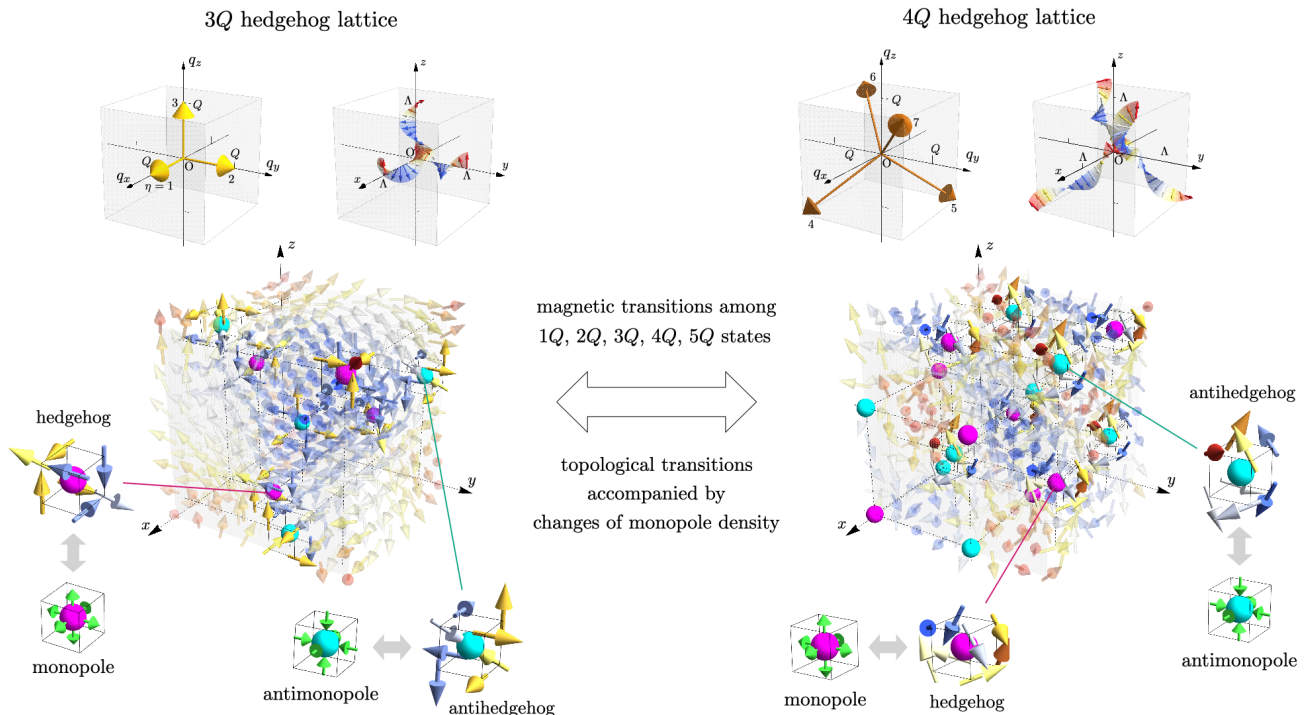 3Q hedgehog lattice
4Q hedgehog lattice
q_z
3
Q
Q
O
Q
q_x
η = 1
2
q_y
z
Λ
O
x
Λ
Λ
y
q_z
6
Q
7
Q
O
Q
q_x
q_y
4
5
z
Λ
Λ
O
Λ
x
y
z
x
y
magnetic transitions among
1Q, 2Q, 3Q, 4Q, 5Q states
topological transitions
accompanied by
changes of monopole density
z
x
y
hedgehog
monopole
antimonopole
antihedgehog
antihedgehog
antimonopole
monopole
hedgehog